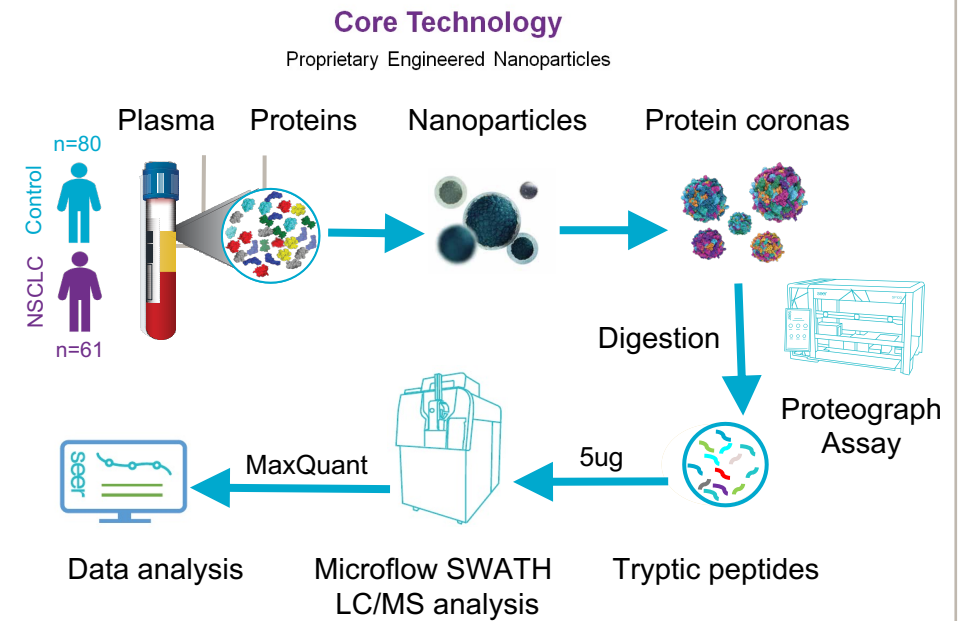 Core Technology
Proprietary Engineered Nanoparticles
Plasma
Proteins
Nanoparticles
Protein coronas
n=80
Control
NSCLC
n=61
Digestion
Proteograph
Assay
5ug
MaxQuant
seer
Data analysis
Microflow SWATH
LC/MS analysis
Tryptic peptides